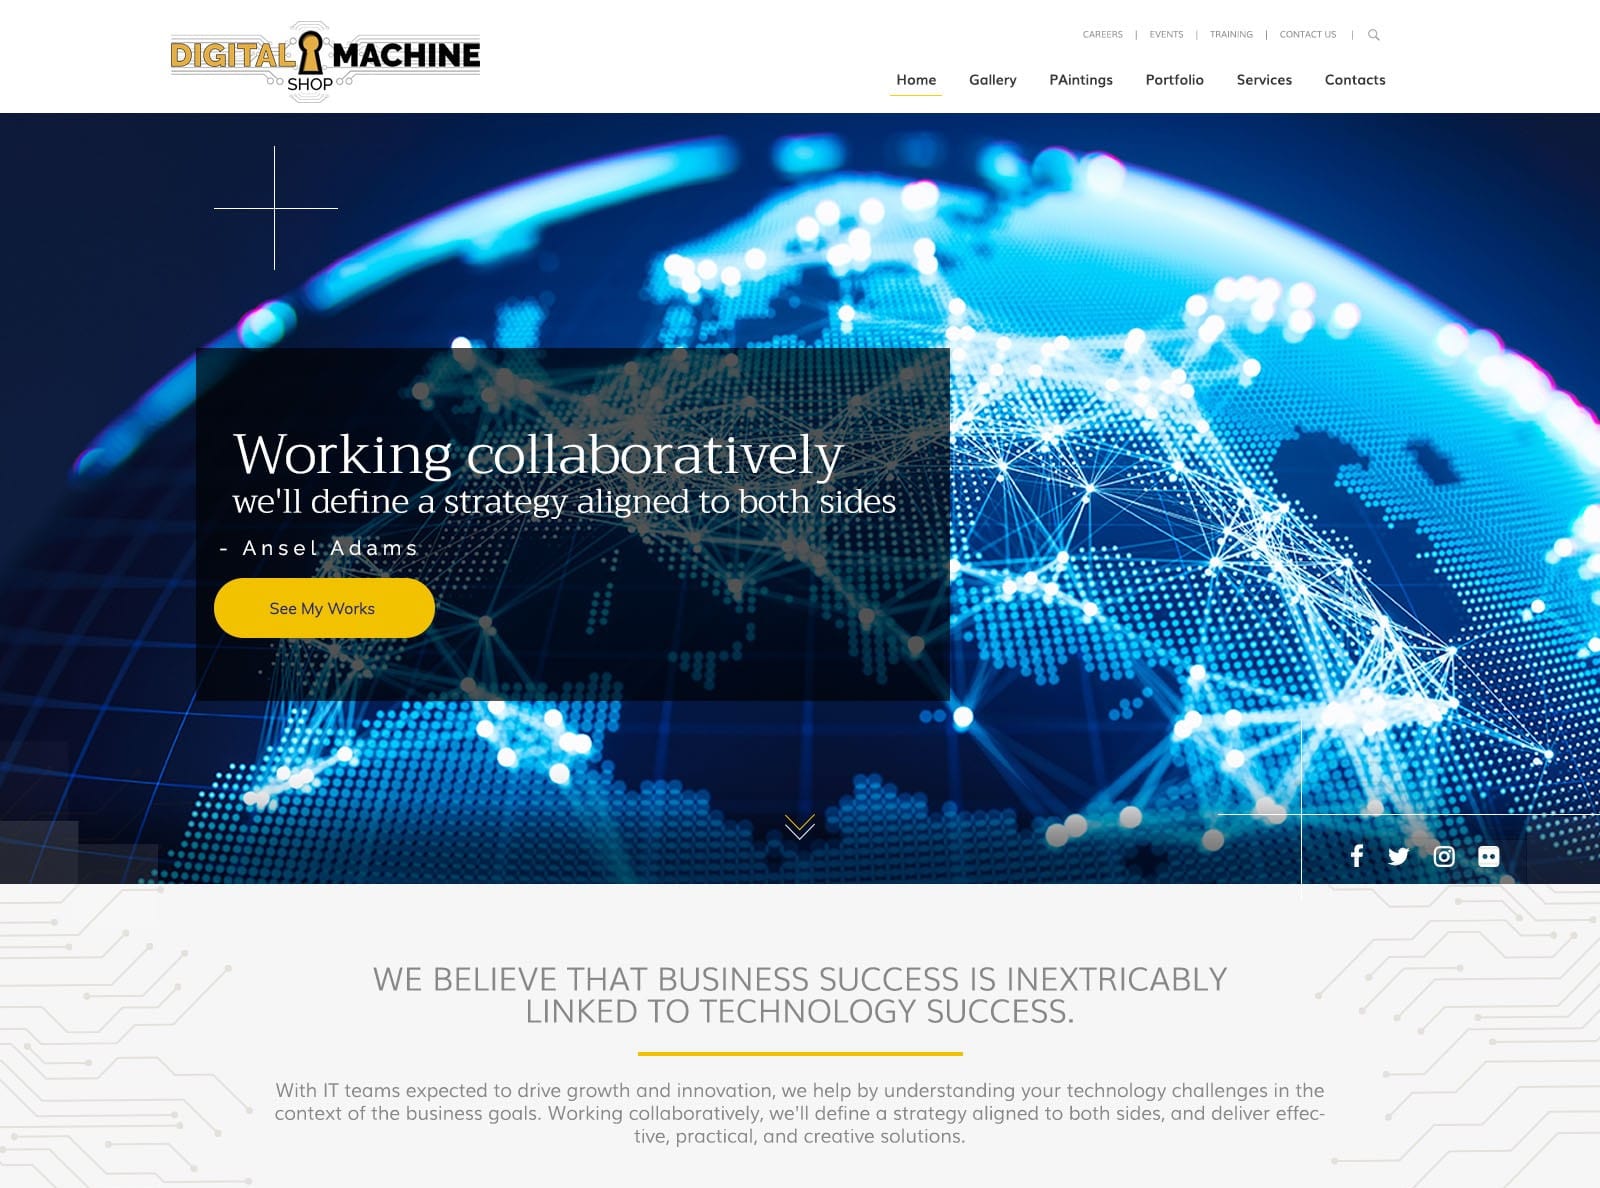 DIGITAL MACHINE
SHOP
CAREERS | EVENTS | TRAINING | CONTACT US |
Home Gallery PAintings Portfolio Services Contacts
Working collaboratively
we'll define a strategy aligned to both sides
- Ansel Adams
See My Works
WE BELIEVE THAT BUSINESS SUCCESS IS INEXTRICABLY
LINKED TO TECHNOLOGY SUCCESS.
With IT teams expected to drive growth and innovation, we help by understanding your technology challenges in the
context of the business goals. Working collaboratively, we'll define a strategy aligned to both sides, and deliver effec-
tive, practical, and creative solutions.